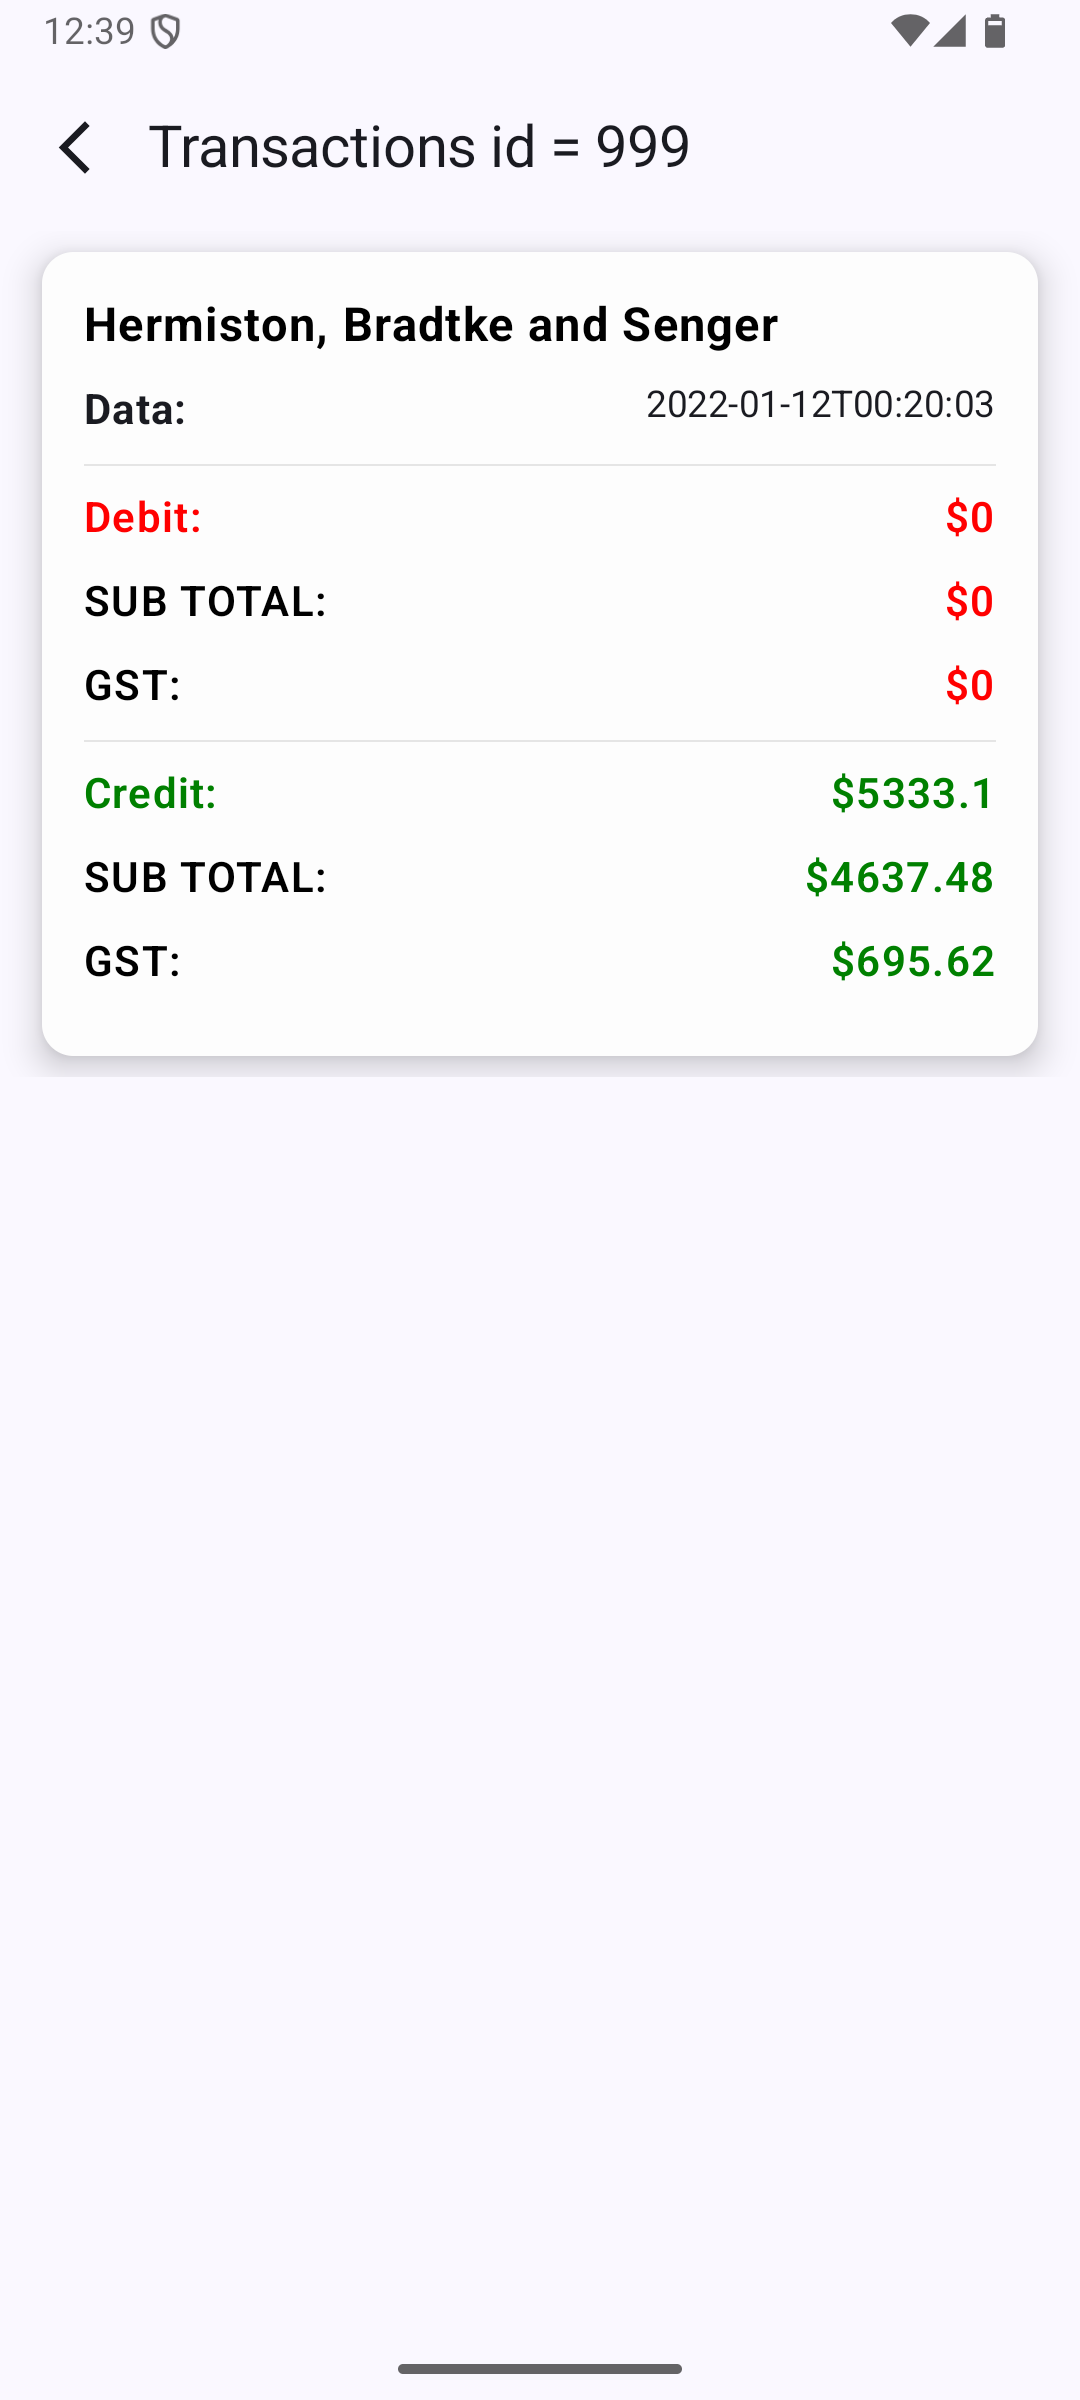 12:39
Transactions id = 999
Hermiston, Bradtke and Senger
Data: 2022-01-12T00:20:03
Debit: $0
SUB TOTAL: $0
GST: $0
Credit: $5333.1
SUB TOTAL: $4637.48
GST: $695.62